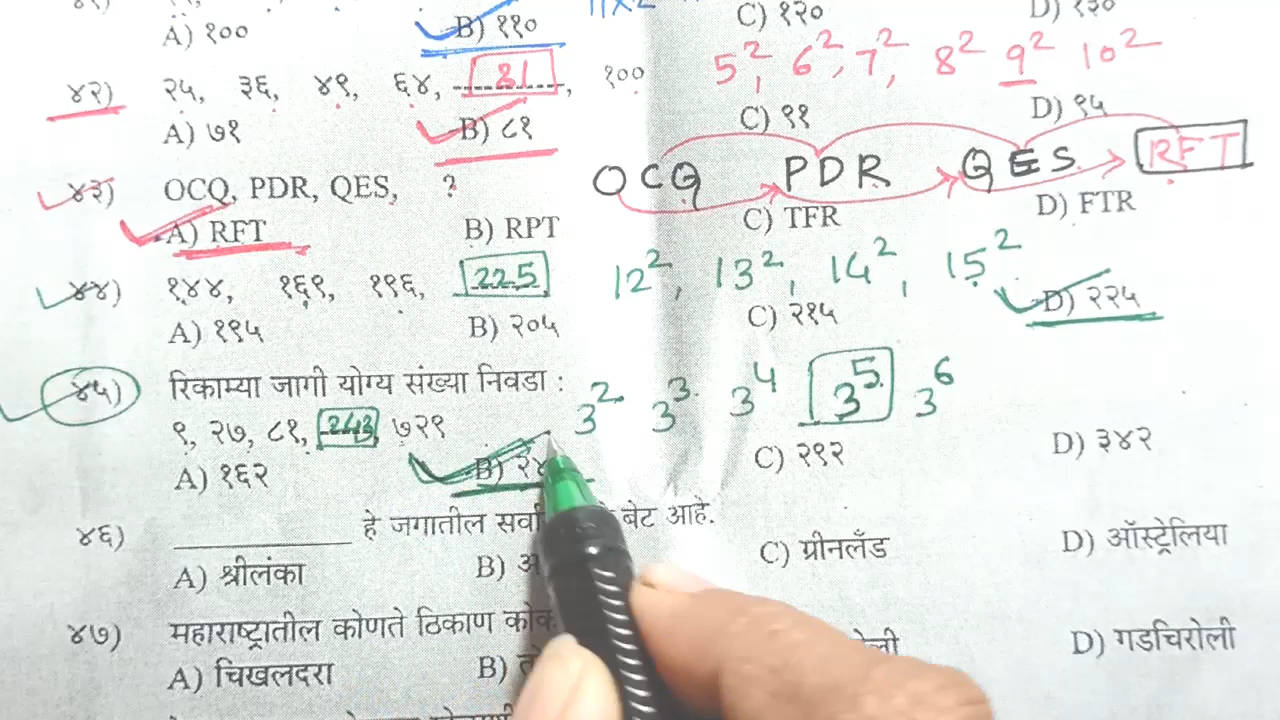 A) १०० B) ११० C) १२० D) १३०
४२) २५, ३६, ४९, ६४, 81, १०० 5², 6², 7², 8² 9² 10²
A) ७१ B) ८१ C) ९१ D) ९५
४३) OCQ, PDR, QES, ? OCQ PDR QES RFT
A) RFT B) RPT C) TFR D) FTR
४४) १४४, १६९, १९६, 225 12², 13², 14², 15²
A) १९५ B) २०५ C) २१५ D) २२५
४५) रिकाम्या जागी योग्य संख्या निवडा : 3² 3³ 3⁴ 3⁵ 3⁶
९, २७, ८१, 243, ७२९
A) १६२ B) C) २९२ D) ३४२
४६) ____________ हे जगातील बेट आहे.
A) श्रीलंका B) C) ग्रीनलँड D) ऑस्ट्रेलिया
४७) महाराष्ट्रातील कोणते ठिकाण
A) चिखलदरा B) D) गडचिरोली